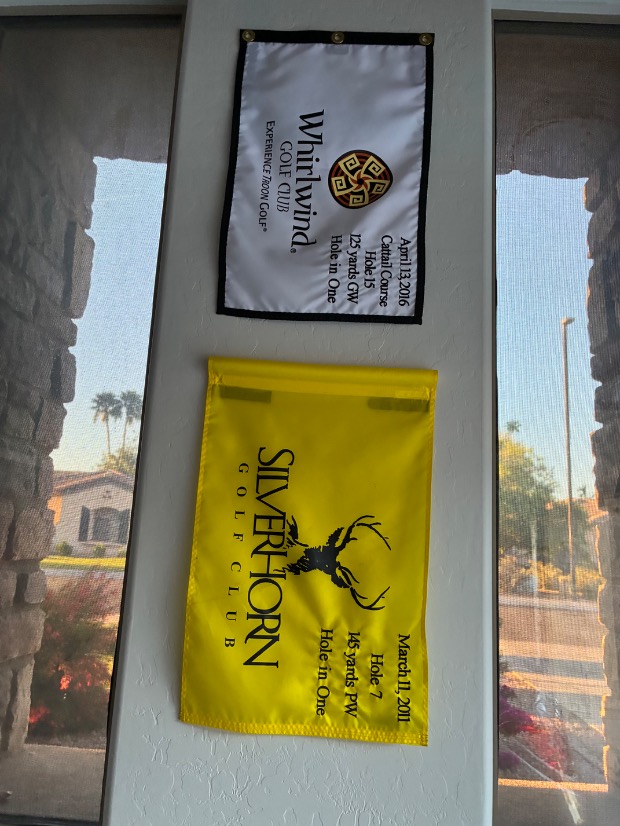 April 13, 2016
Cattail Course
Hole 15
125 yards GW
Hole in One
Whirlwind®
GOLF CLUB
EXPERIENCE TROON GOLF®
March 11, 2011
Hole 7
145 yards PW
Hole in One
SILVERHORN
GOLF CLUB